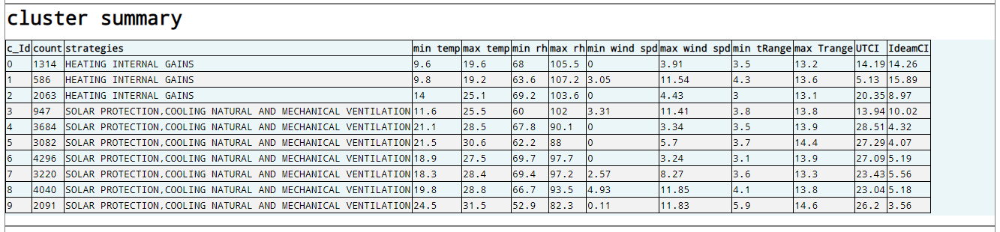 cluster summary
c_Id count strategies min temp max temp min rh max rh min wind spd max wind spd min tRange max Trange UTCI IdeamCI
0 1314 HEATING INTERNAL GAINS 9.6 19.6 68 105.5 0 3.91 3.5 13.2 14.19 14.26
1 586 HEATING INTERNAL GAINS 9.8 19.2 63.6 107.2 3.05 11.54 4.3 13.6 5.13 15.89
2 2063 HEATING INTERNAL GAINS 14 25.1 69.2 103.6 0 4.43 3 13.1 20.35 8.97
3 947 SOLAR PROTECTION,COOLING NATURAL AND MECHANICAL VENTILATION 11.6 25.5 60 102 3.31 11.41 3.8 13.8 13.94 10.02
4 3684 SOLAR PROTECTION,COOLING NATURAL AND MECHANICAL VENTILATION 21.1 28.5 67.8 90.1 0 3.34 3.5 13.9 28.51 4.32
5 3082 SOLAR PROTECTION,COOLING NATURAL AND MECHANICAL VENTILATION 21.5 30.6 62.2 88 0 5.7 3.7 14.4 27.29 4.07
6 4296 SOLAR PROTECTION,COOLING NATURAL AND MECHANICAL VENTILATION 18.9 27.5 69.7 97.7 0 3.24 3.1 13.9 27.09 5.19
7 3220 SOLAR PROTECTION,COOLING NATURAL AND MECHANICAL VENTILATION 18.3 28.4 69.4 97.2 2.57 8.27 3.6 13.3 23.43 5.56
8 4040 SOLAR PROTECTION,COOLING NATURAL AND MECHANICAL VENTILATION 19.8 28.8 66.7 93.5 4.93 11.85 4.1 13.8 23.04 5.18
9 2091 SOLAR PROTECTION,COOLING NATURAL AND MECHANICAL VENTILATION 24.5 31.5 52.9 82.3 0.11 11.83 5.9 14.6 26.2 3.56